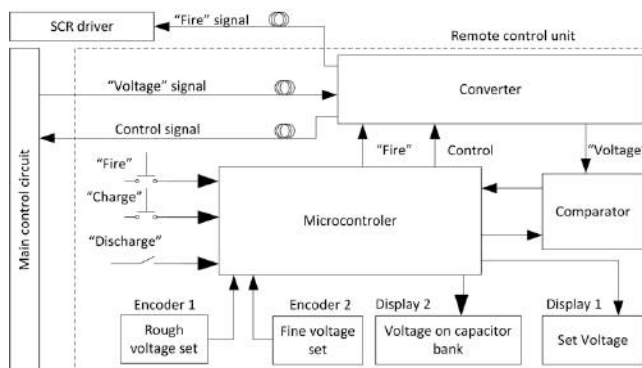 SCR driver
“Fire” signal
Remote control unit
“Voltage” signal
Converter
Control signal
Main control circuit
“Fire”
Control
“Voltage”
“Fire”
“Charge”
Microcontroler
Comparator
“Discharge”
Encoder 1
Encoder 2
Display 2
Display 1
Rough
voltage set
Fine voltage
set
Voltage on capacitor
bank
Set Voltage